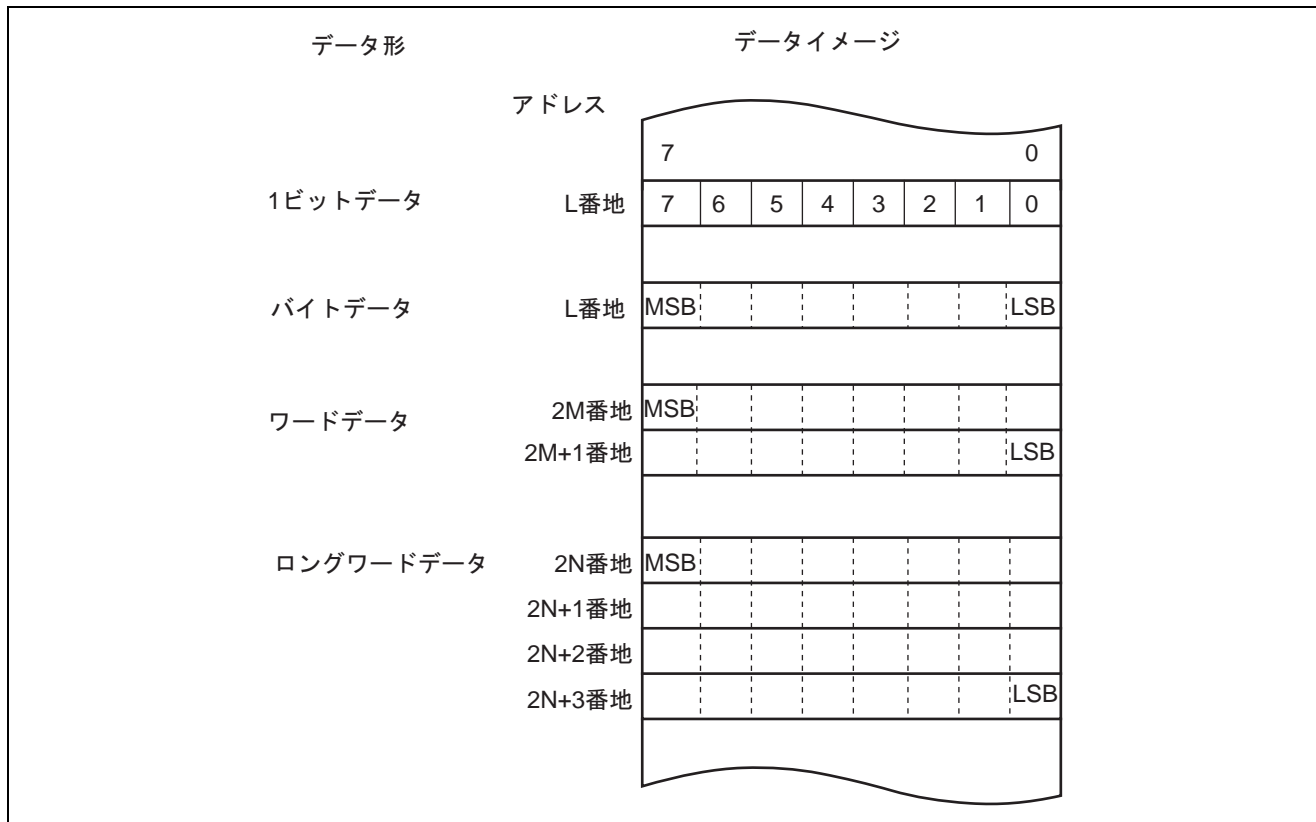 データ形 データイメージ
アドレス
7 0
1ビットデータ L番地 7 6 5 4 3 2 1 0
バイトデータ L番地 MSB LSB
ワードデータ 2M番地 MSB
2M+1番地 LSB
ロングワードデータ 2N番地 MSB
2N+1番地
2N+2番地
2N+3番地 LSB